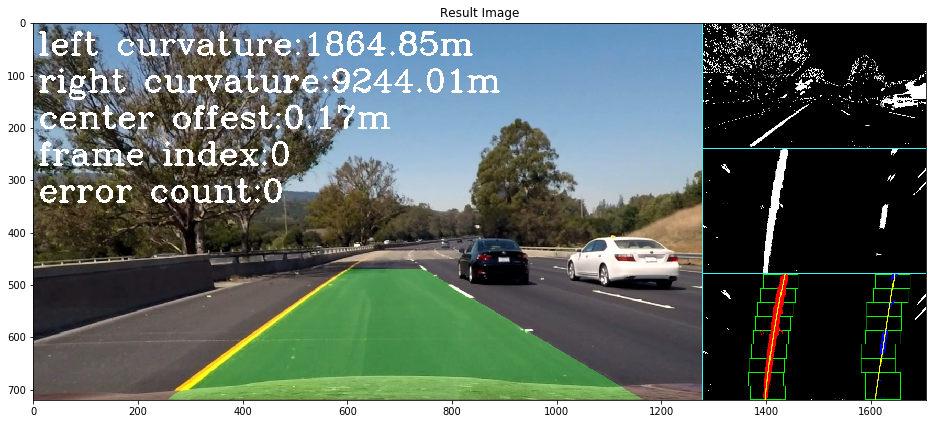 Result Image
left curvature:1864.85m
right curvature:9244.01m
center offest:0.17m
frame index:0
error count:0
0
100
200
300
400
500
600
700
0 200 400 600 800 1000 1200 1400 1600